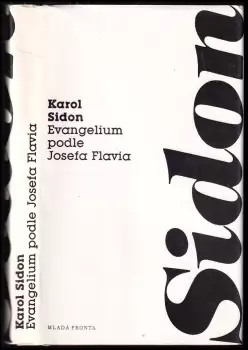 Karol
Sidon
Evangelium
podle
Josefa Flavia
Sidon
Karol Sidon
Evangelium podle Josefa Flavia
MLADÁ FRONTA